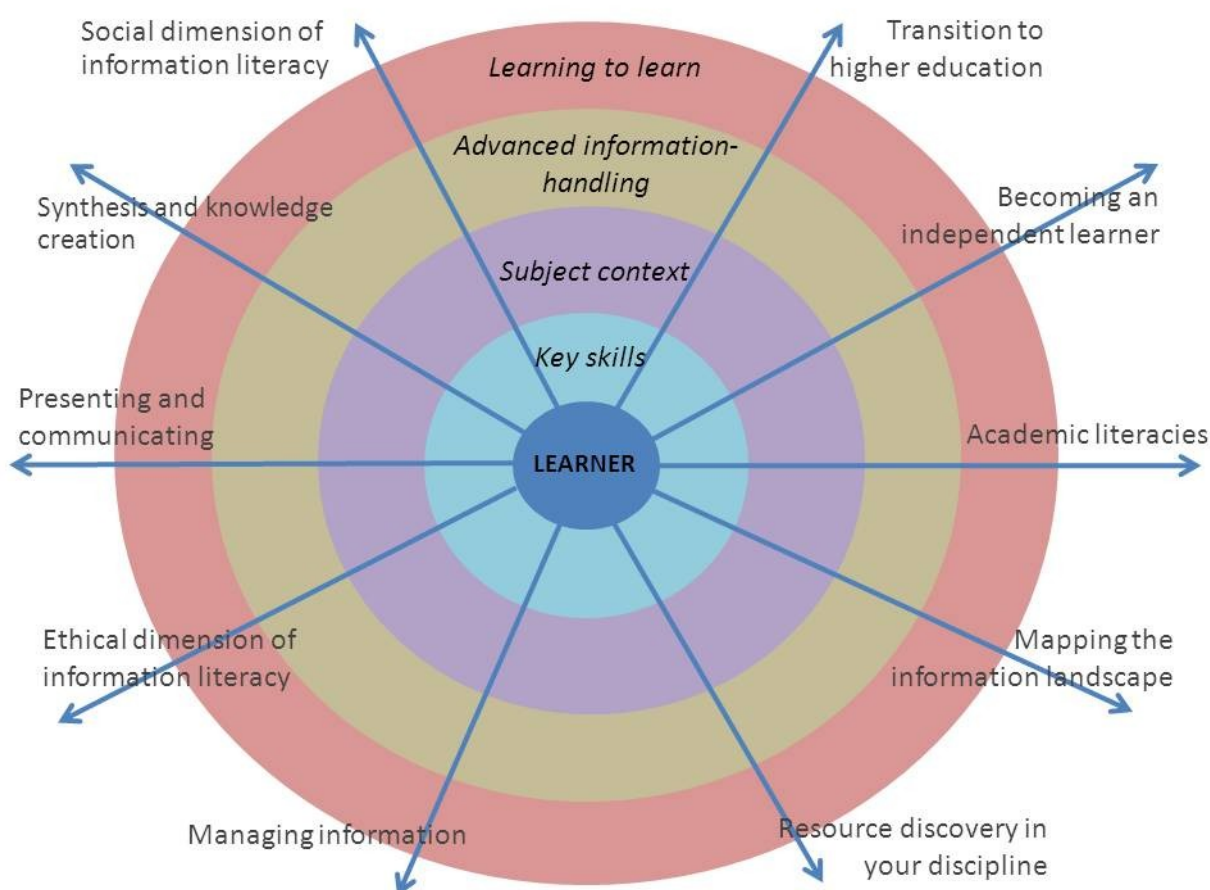 Social dimension of
information literacy
Transition to
higher education
Learning to learn
Advanced information-
handling
Synthesis and knowledge
creation
Becoming an
independent learner
Subject context
Key skills
Presenting and
communicating
LEARNER
Academic literacies
Ethical dimension of
information literacy
Mapping the
information landscape
Managing information
Resource discovery in
your discipline